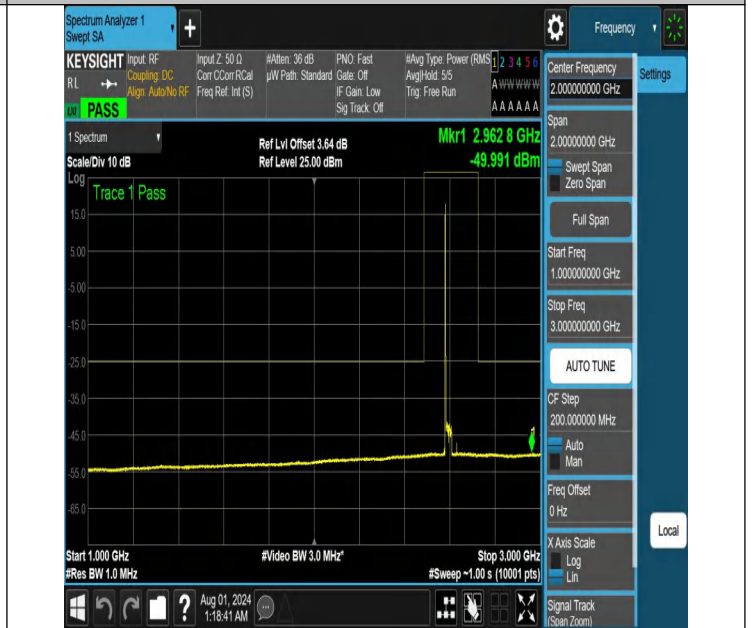 Spectrum Analyzer 1
Swept SA
+
Frequency
KEYSIGHT
RL
PASS
Input: RF
Coupling: DC
Align: Auto/No RF
Input Z: 50 Ω
Corr CCorr RCal
Freq Ref: Int (S)
#Atten: 36 dB
µW Path: Standard
PNO: Fast
Gate: Off
IF Gain: Low
Sig Track: Off
#Avg Type: Power (RMS
Avg|Hold: 5/5
Trig: Free Run
1 2 3 4 5 6
A W W W W W
A A A A A A
1 Spectrum
Scale/Div 10 dB
Ref Lvl Offset 3.64 dB
Ref Level 25.00 dBm
Mkr1 2.962 8 GHz
-49.991 dBm
Log
Trace 1 Pass
15.0
5.00
-5.00
-15.0
-25.0
-35.0
-45.0
-55.0
-65.0
Start 1.000 GHz
#Video BW 3.0 MHz*
Stop 3.000 GHz
#Res BW 1.0 MHz
#Sweep ~1.00 s (10001 pts)
Aug 01, 2024
1:18:41 AM
?
Center Frequency
2.000000000 GHz
Settings
Span
2.00000000 GHz
Swept Span
Zero Span
Full Span
Start Freq
1.000000000 GHz
Stop Freq
3.000000000 GHz
AUTO TUNE
CF Step
200.000000 MHz
Auto
Man
Freq Offset
0 Hz
X Axis Scale
Log
Lin
Local
Signal Track
(Span Zoom)